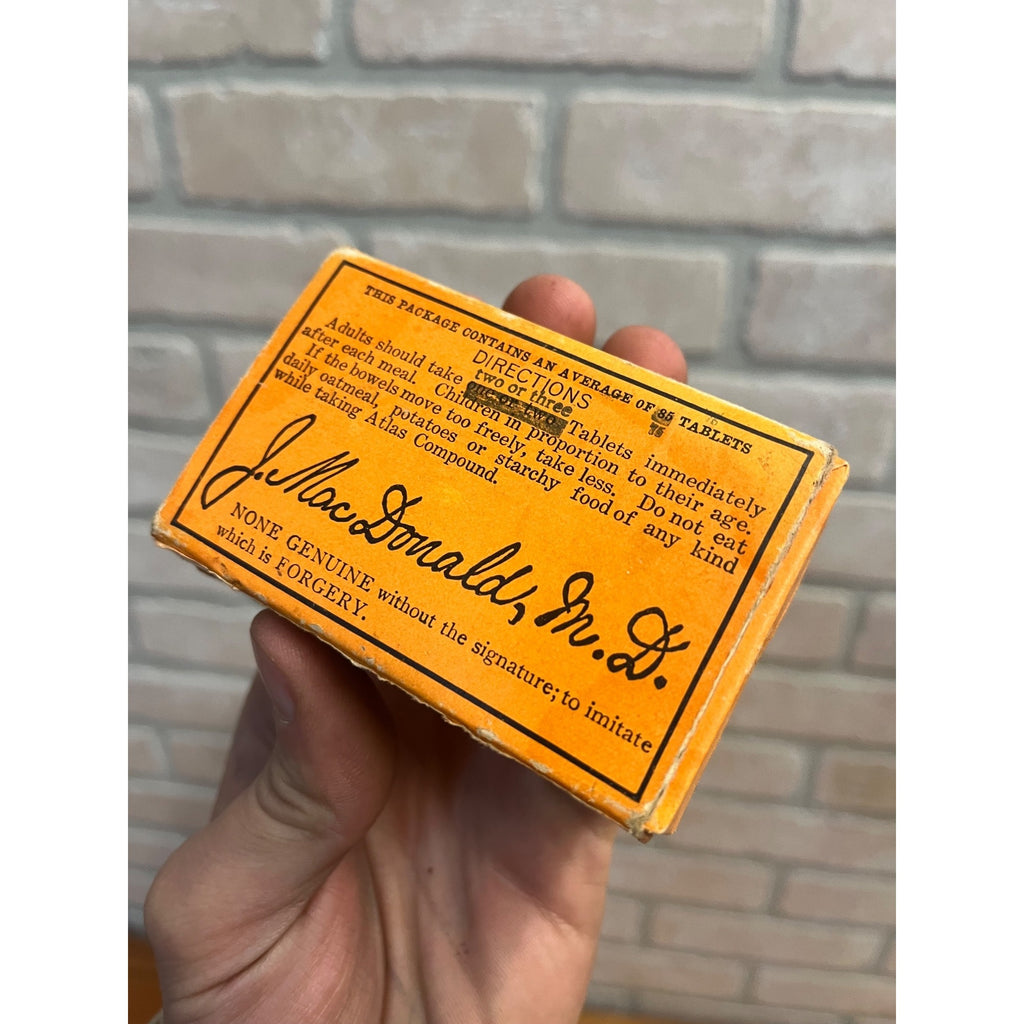 THIS PACKAGE CONTAINS AN AVERAGE OF 85 TABLETS
75
DIRECTIONS
two or three
Adults should take one or two Tablets immediately
after each meal. Children in proportion to their age.
If the bowels move too freely, take less. Do not eat
daily oatmeal, potatoes or starchy food of any kind
while taking Atlas Compound.
J. MacDonald, M.D.
NONE GENUINE without the signature; to imitate
which is FORGERY.